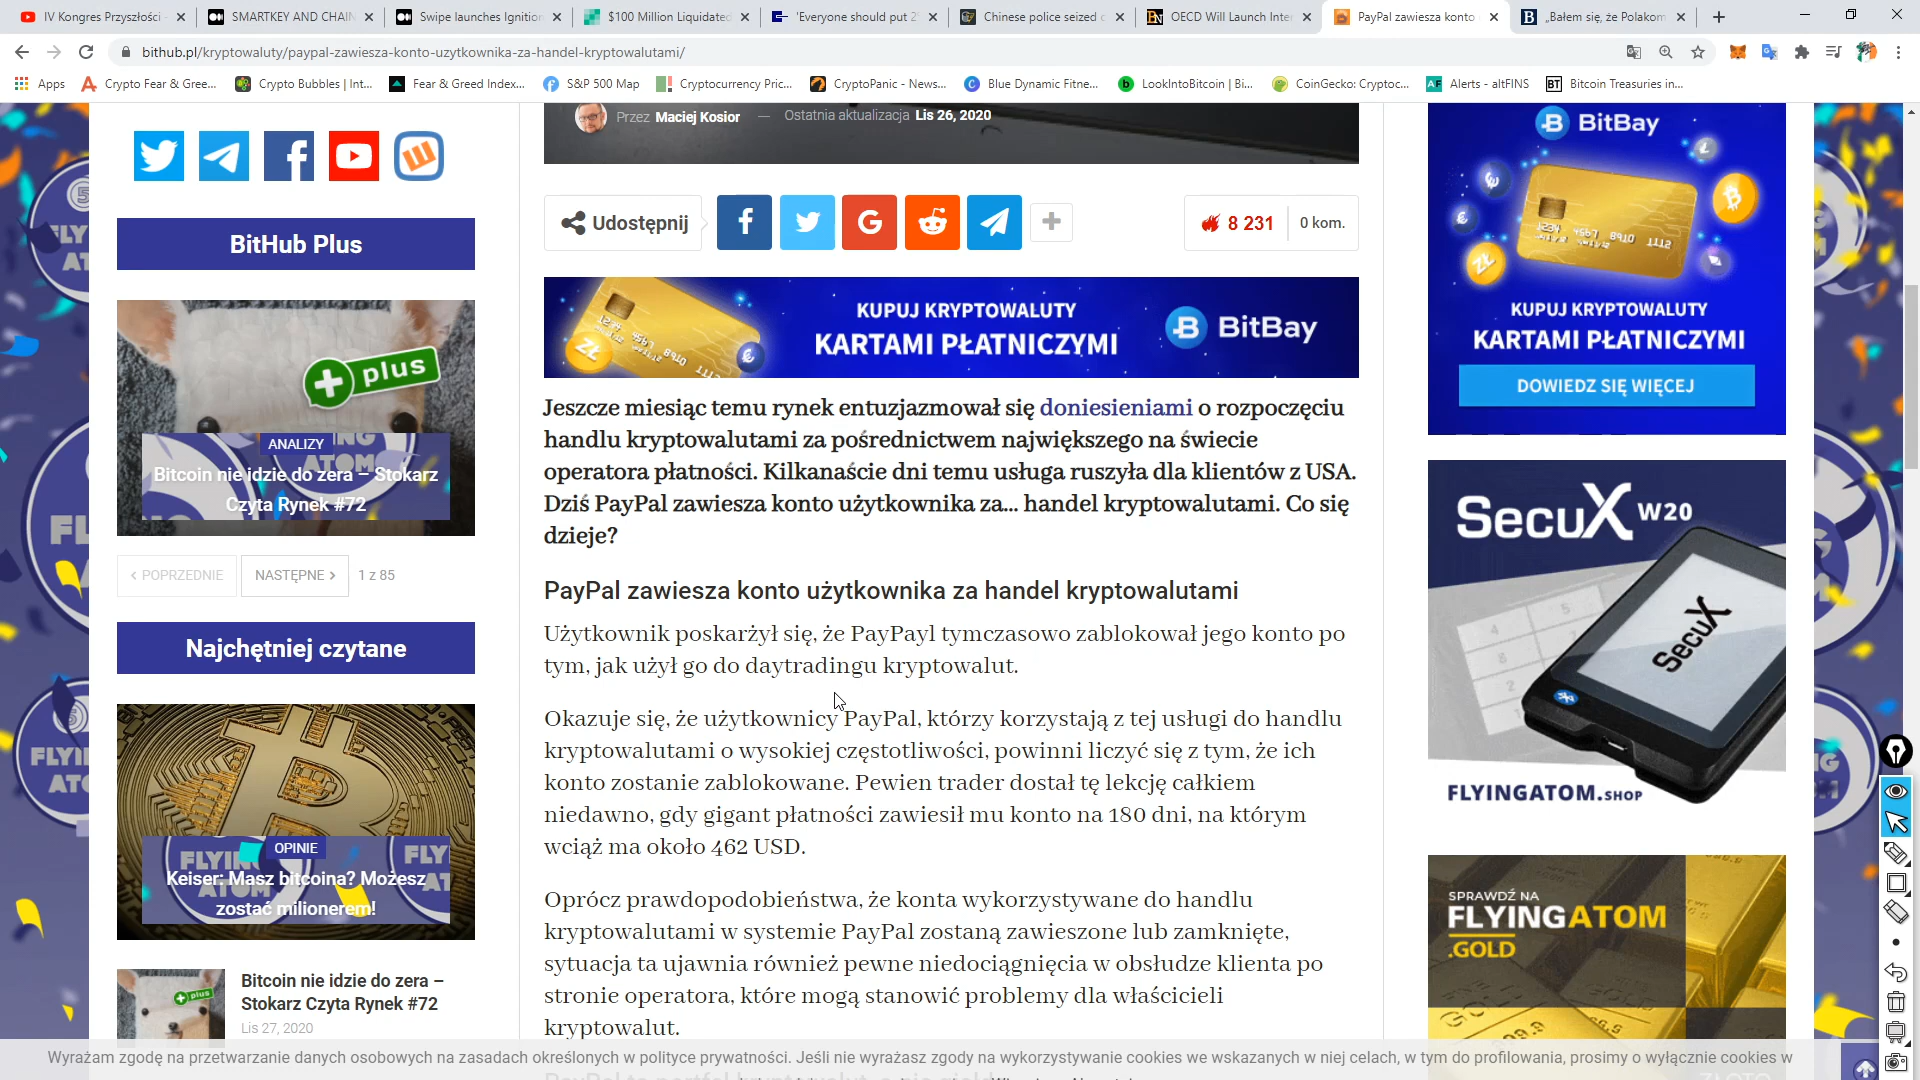 IV Kongres Przyszłości
SMARTKEY AND CHAIN
Swipe launches Ignition
$100 Million Liquidated
'Everyone should put 2
Chinese police seized
OECD Will Launch Inter
PayPal zawiesza konto
„Bałem się, że Polakom
bithub.pl/kryptowaluty/paypal-zawiesza-konto-uzytkownika-za-handel-kryptowalutami/
Apps
Crypto Fear & Gree...
Crypto Bubbles | Int...
Fear & Greed Index...
S&P 500 Map
Cryptocurrency Pric...
CryptoPanic - News...
Blue Dynamic Fitne...
LookIntoBitcoin | Bi...
CoinGecko: Cryptoc...
Alerts - altFINS
Bitcoin Treasuries in...
Przez Maciej Kosior — Ostatnia aktualizacja Lis 26, 2020
BitHub Plus
plus
ANALIZY
Bitcoin nie idzie do zera – Stokarz
Czyta Rynek #72
POPRZEDNIE
NASTĘPNE
1 z 85
Najchętniej czytane
OPINIE
Keiser: Masz bitcoina? Możesz
zostać milionerem!
plus
Bitcoin nie idzie do zera –
Stokarz Czyta Rynek #72
Lis 27, 2020
Udostępnij
8 231
0 kom.
KUPUJ KRYPTOWALUTY
KARTAMI PŁATNICZYMI
BitBay
Jeszcze miesiąc temu rynek entuzjazmował się doniesieniami o rozpoczęciu
handlu kryptowalutami za pośrednictwem największego na świecie
operatora płatności. Kilkanaście dni temu usługa ruszyła dla klientów z USA.
Dziś PayPal zawiesza konto użytkownika za... handel kryptowalutami. Co się
dzieje?
PayPal zawiesza konto użytkownika za handel kryptowalutami
Użytkownik poskarżył się, że PayPayl tymczasowo zablokował jego konto po
tym, jak użył go do daytradingu kryptowalut.
Okazuje się, że użytkownicy PayPal, którzy korzystają z tej usługi do handlu
kryptowalutami o wysokiej częstotliwości, powinni liczyć się z tym, że ich
konto zostanie zablokowane. Pewien trader dostał tę lekcję całkiem
niedawno, gdy gigant płatności zawiesił mu konto na 180 dni, na którym
wciąż ma około 462 USD.
Oprócz prawdopodobieństwa, że konta wykorzystywane do handlu
kryptowalutami w systemie PayPal zostaną zawieszone lub zamknięte,
sytuacja ta ujawnia również pewne niedociągnięcia w obsłudze klienta po
stronie operatora, które mogą stanowić problemy dla właścicieli
kryptowalut.
BitBay
KUPUJ KRYPTOWALUTY
KARTAMI PŁATNICZYMI
DOWIEDZ SIĘ WIĘCEJ
SecuX W20
SecuX
FLYINGATOM.SHOP
SPRAWDŹ NA
FLYINGATOM
.GOLD
Wyrażam zgodę na przetwarzanie danych osobowych na zasadach określonych w polityce prywatności. Jeśli nie wyrażasz zgody na wykorzystywanie cookies we wskazanych w niej celach, w tym do profilowania, prosimy o wyłącznie cookies w